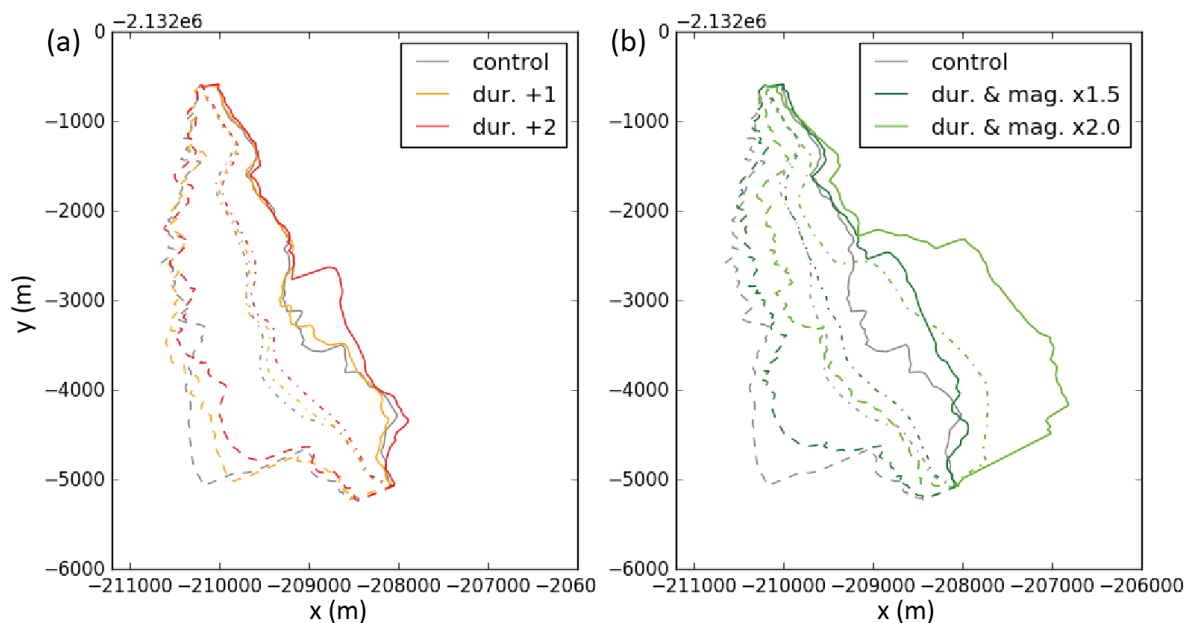 (a)
−2.132e6
0
−1000
−2000
−3000
−4000
−5000
−6000
y (m)
control
dur. +1
dur. +2
−211000 −210000 −209000 −208000 −2060
x (m)
(b)
−2.132e6
0
−1000
−2000
−3000
−4000
−5000
−6000
control
dur. & mag. x1.5
dur. & mag. x2.0
−211000 −210000 −209000 −208000 −207000 −206000
x (m)